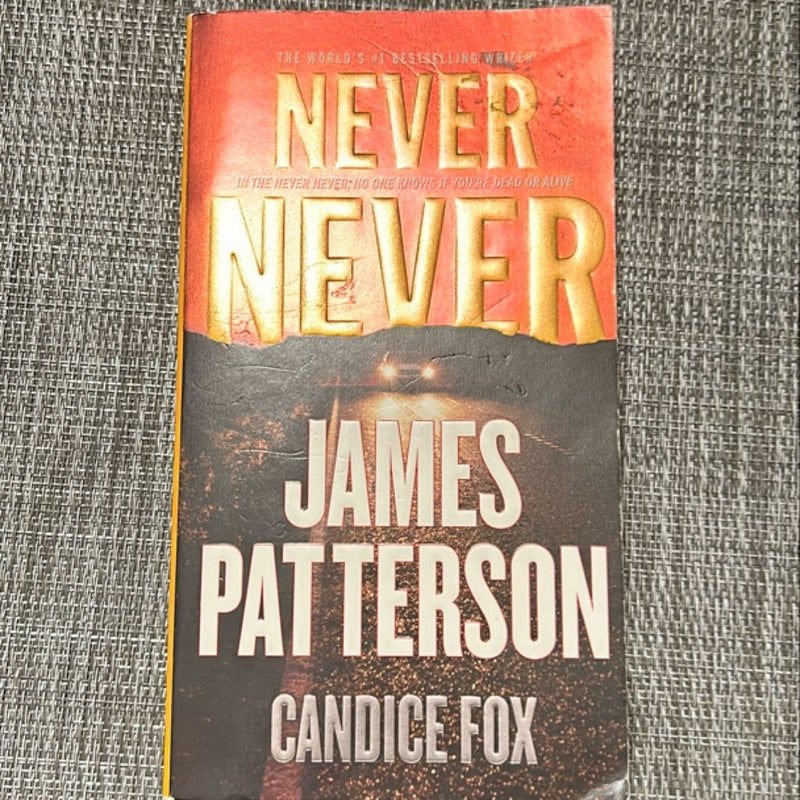 THE WORLD'S #1 BESTSELLING WRITER
NEVER
IN THE NEVER NEVER, NO ONE KNOWS IF YOU'RE DEAD OR ALIVE
NEVER
JAMES
PATTERSON
CANDICE FOX